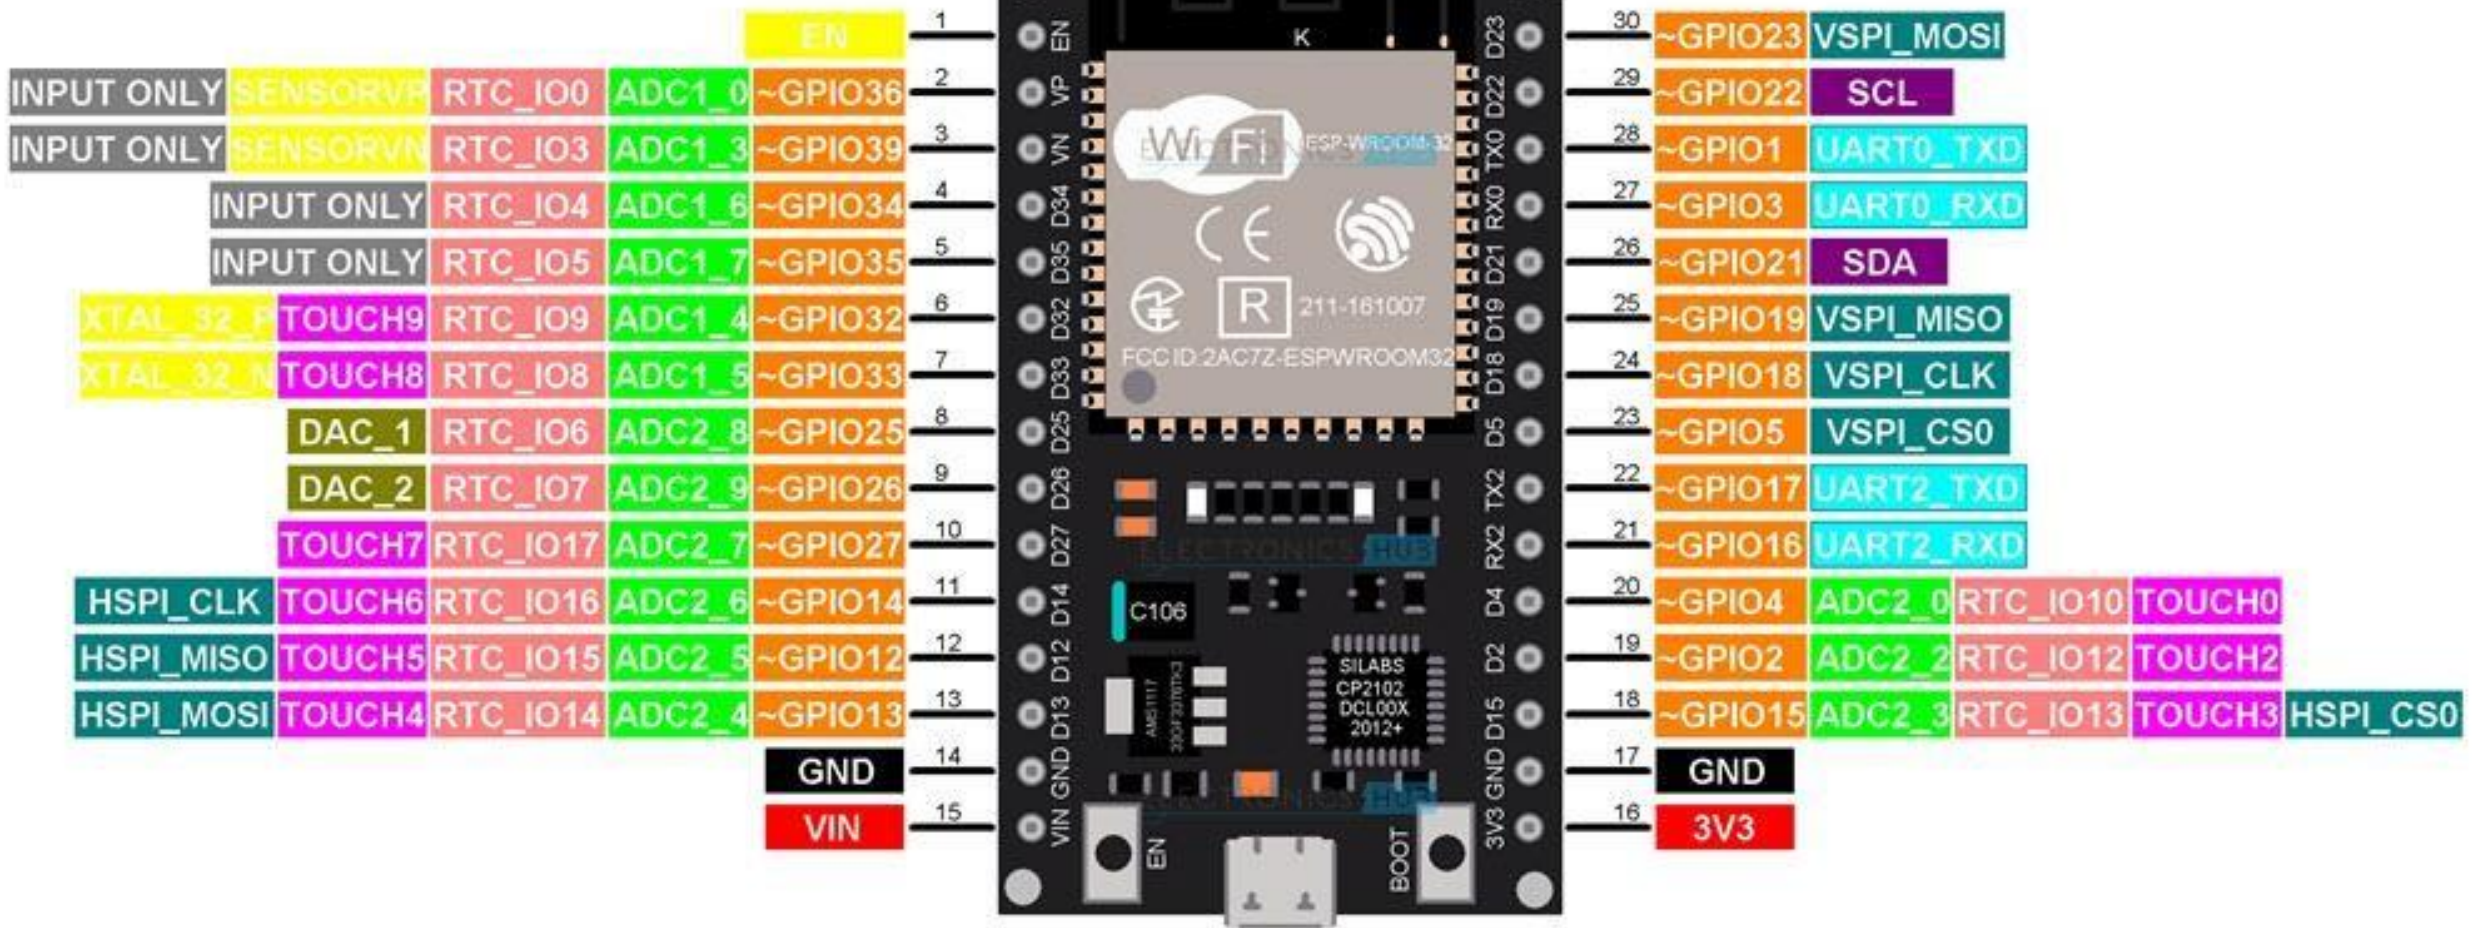 EN 1 EN D23 30 ~GPIO23 VSPI_MOSI
K
INPUT ONLY SENSORVP RTC_IO0 ADC1_0 ~GPIO36 2 VP D22 29 ~GPIO22 SCL
INPUT ONLY SENSORVN RTC_IO3 ADC1_3 ~GPIO39 3 VN TX0 28 ~GPIO1 UART0_TXD
WiFi ESP-WROOM-32
INPUT ONLY RTC_IO4 ADC1_6 ~GPIO34 4 D34 RX0 27 ~GPIO3 UART0_RXD
CE
INPUT ONLY RTC_IO5 ADC1_7 ~GPIO35 5 D35 D21 26 ~GPIO21 SDA
XTAL_32_P TOUCH9 RTC_IO9 ADC1_4 ~GPIO32 6 D32 R 211-161007 D19 25 ~GPIO19 VSPI_MISO
FCC ID:2AC7Z-ESPWROOM32
XTAL_32_N TOUCH8 RTC_IO8 ADC1_5 ~GPIO33 7 D33 D18 24 ~GPIO18 VSPI_CLK
DAC_1 RTC_IO6 ADC2_8 ~GPIO25 8 D25 D5 23 ~GPIO5 VSPI_CS0
DAC_2 RTC_IO7 ADC2_9 ~GPIO26 9 D26 TX2 22 ~GPIO17 UART2_TXD
TOUCH7 RTC_IO17 ADC2_7 ~GPIO27 10 D27 ELECTRONICS HUB RX2 21 ~GPIO16 UART2_RXD
HSPI_CLK TOUCH6 RTC_IO16 ADC2_6 ~GPIO14 11 D14 C106 D4 20 ~GPIO4 ADC2_0 RTC_IO10 TOUCH0
HSPI_MISO TOUCH5 RTC_IO15 ADC2_5 ~GPIO12 12 D12 D2 19 ~GPIO2 ADC2_2 RTC_IO12 TOUCH2
SILABS
CP2102
DCL00X
2012+
AMS1117
HSPI_MOSI TOUCH4 RTC_IO14 ADC2_4 ~GPIO13 13 D13 D15 18 ~GPIO15 ADC2_3 RTC_IO13 TOUCH3 HSPI_CS0
GND 14 GND GND 17 GND
ELECTRONICS HUB
VIN 15 VIN 3V3 16 3V3
EN BOOT